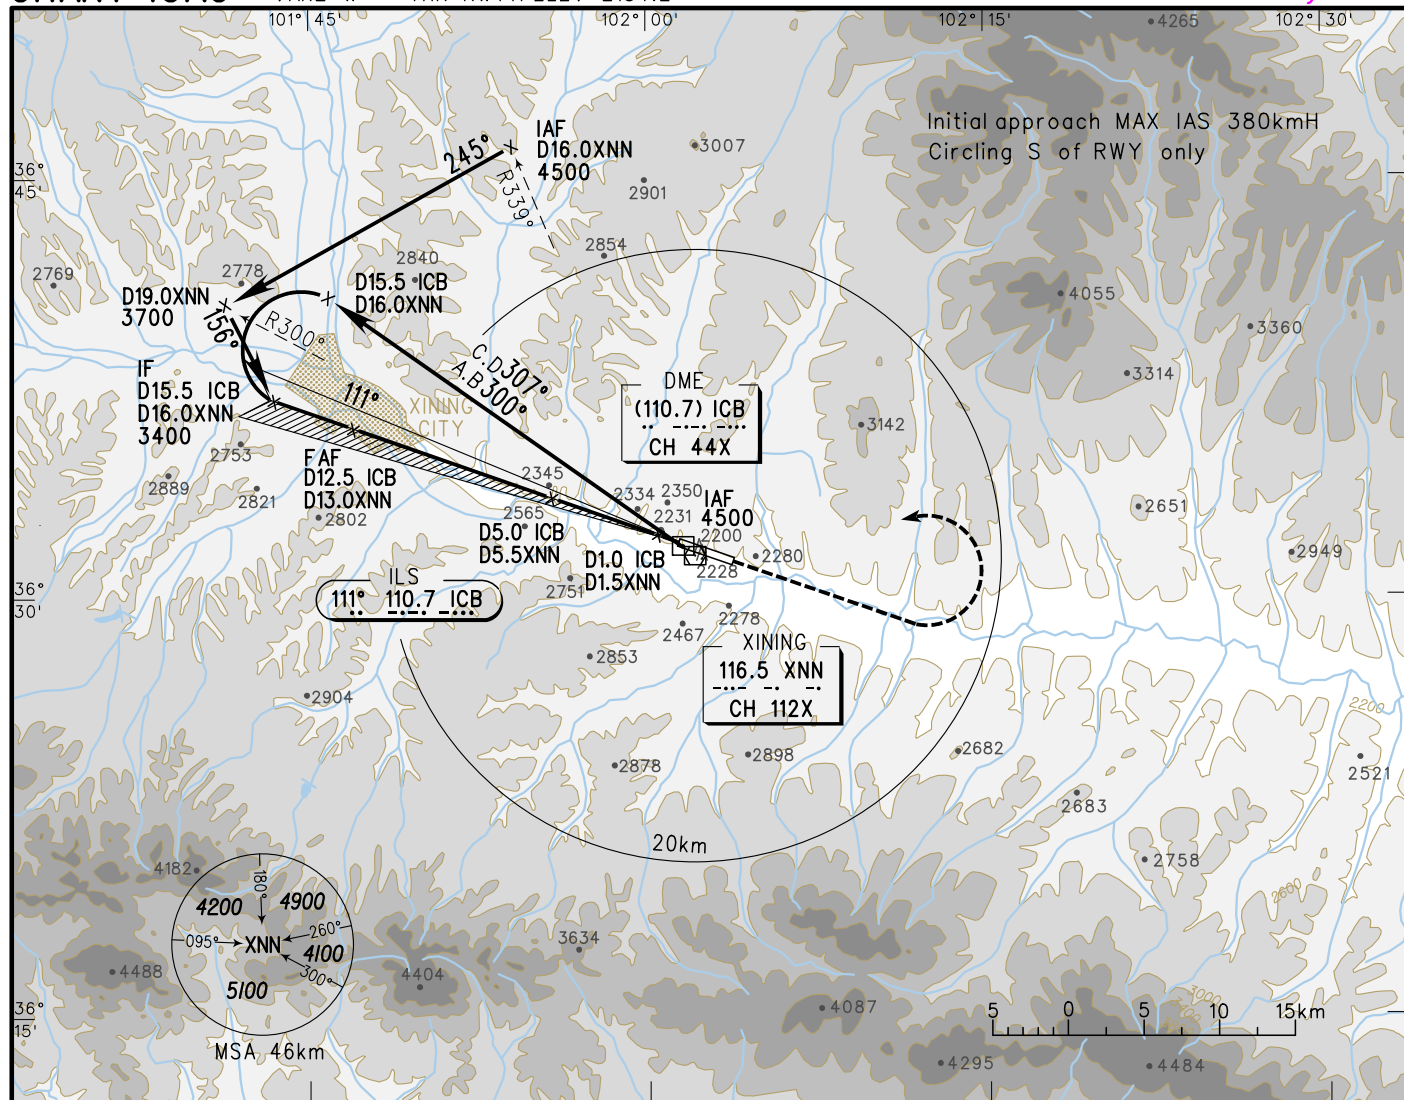 101°45'
102°00'
102°15'
102°30'
4265
Initial approach MAX IAS 380kmH
Circling S of RWY only
IAF
D16.0XNN
4500
245°
R339°
3007
2901
36°
45'
2854
2840
2778
2769
D15.5 ICB
D16.0XNN
D19.0XNN
3700
156°
R300°
4055
3360
3314
C.D307°
A.B300°
IF
D15.5 ICB
D16.0XNN
3400
111°
XINING
CITY
DME
(110.7) ICB
CH 44X
3142
2753
2889
2821
2802
FAF
D12.5 ICB
D13.0XNN
2345
2334
2350
2231
2565
IAF
4500
2200
2651
2949
D5.0 ICB
D5.5XNN
D1.0 ICB
D1.5XNN
2228
2280
2751
ILS
111° 110.7 ICB
36°
30'
2278
2467
XINING
116.5 XNN
CH 112X
2853
2904
2878
2898
2682
2200
2521
2683
2758
2600
20km
4182
180°
4200
4900
095°
XNN
260°
4100
300°
5100
MSA 46km
4488
4404
3634
4087
3000
36°
15'
5 0 5 10 15km
4295
4484